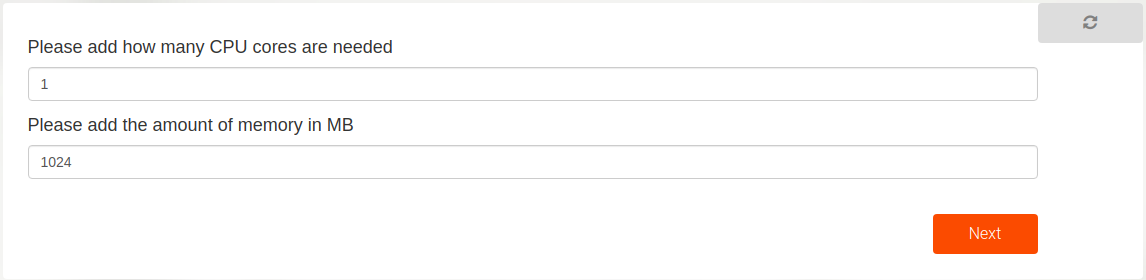 Please add how many CPU cores are needed
1
Please add the amount of memory in MB
1024
Next